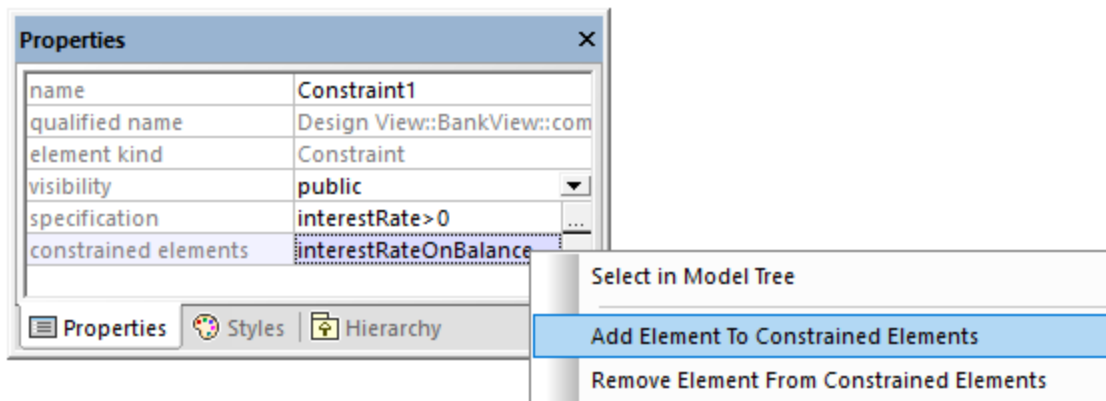 Properties
name Constraint1
qualified name Design View::BankView::com
element kind Constraint
visibility public
specification interestRate>0 ...
constrained elements interestRateOnBalance
Select in Model Tree
Properties Styles Hierarchy
Add Element To Constrained Elements
Remove Element From Constrained Elements